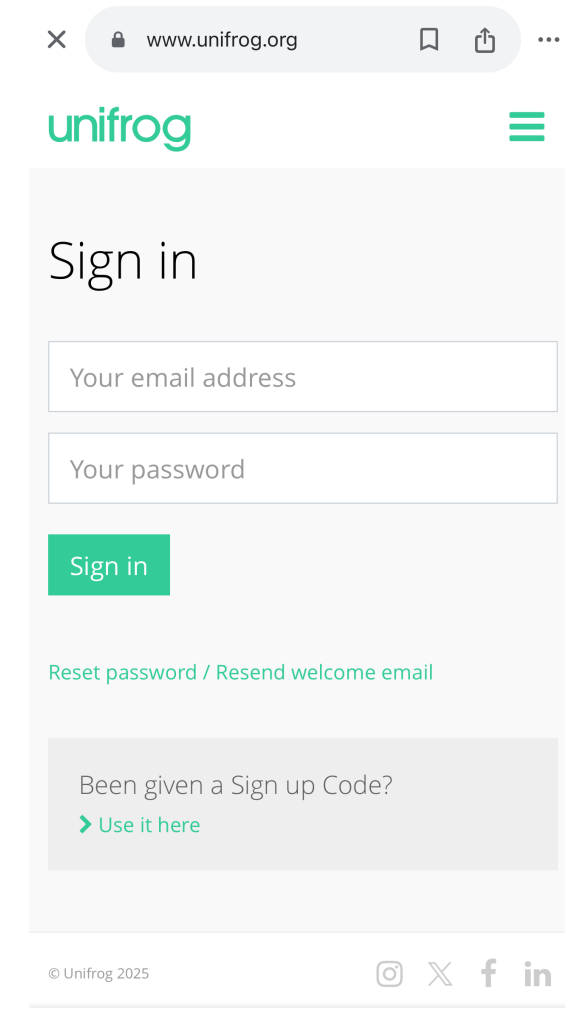 www.unifrog.org
unifrog
Sign in
Your email address
Your password
Sign in
Reset password / Resend welcome email
Been given a Sign up Code?
Use it here
© Unifrog 2025